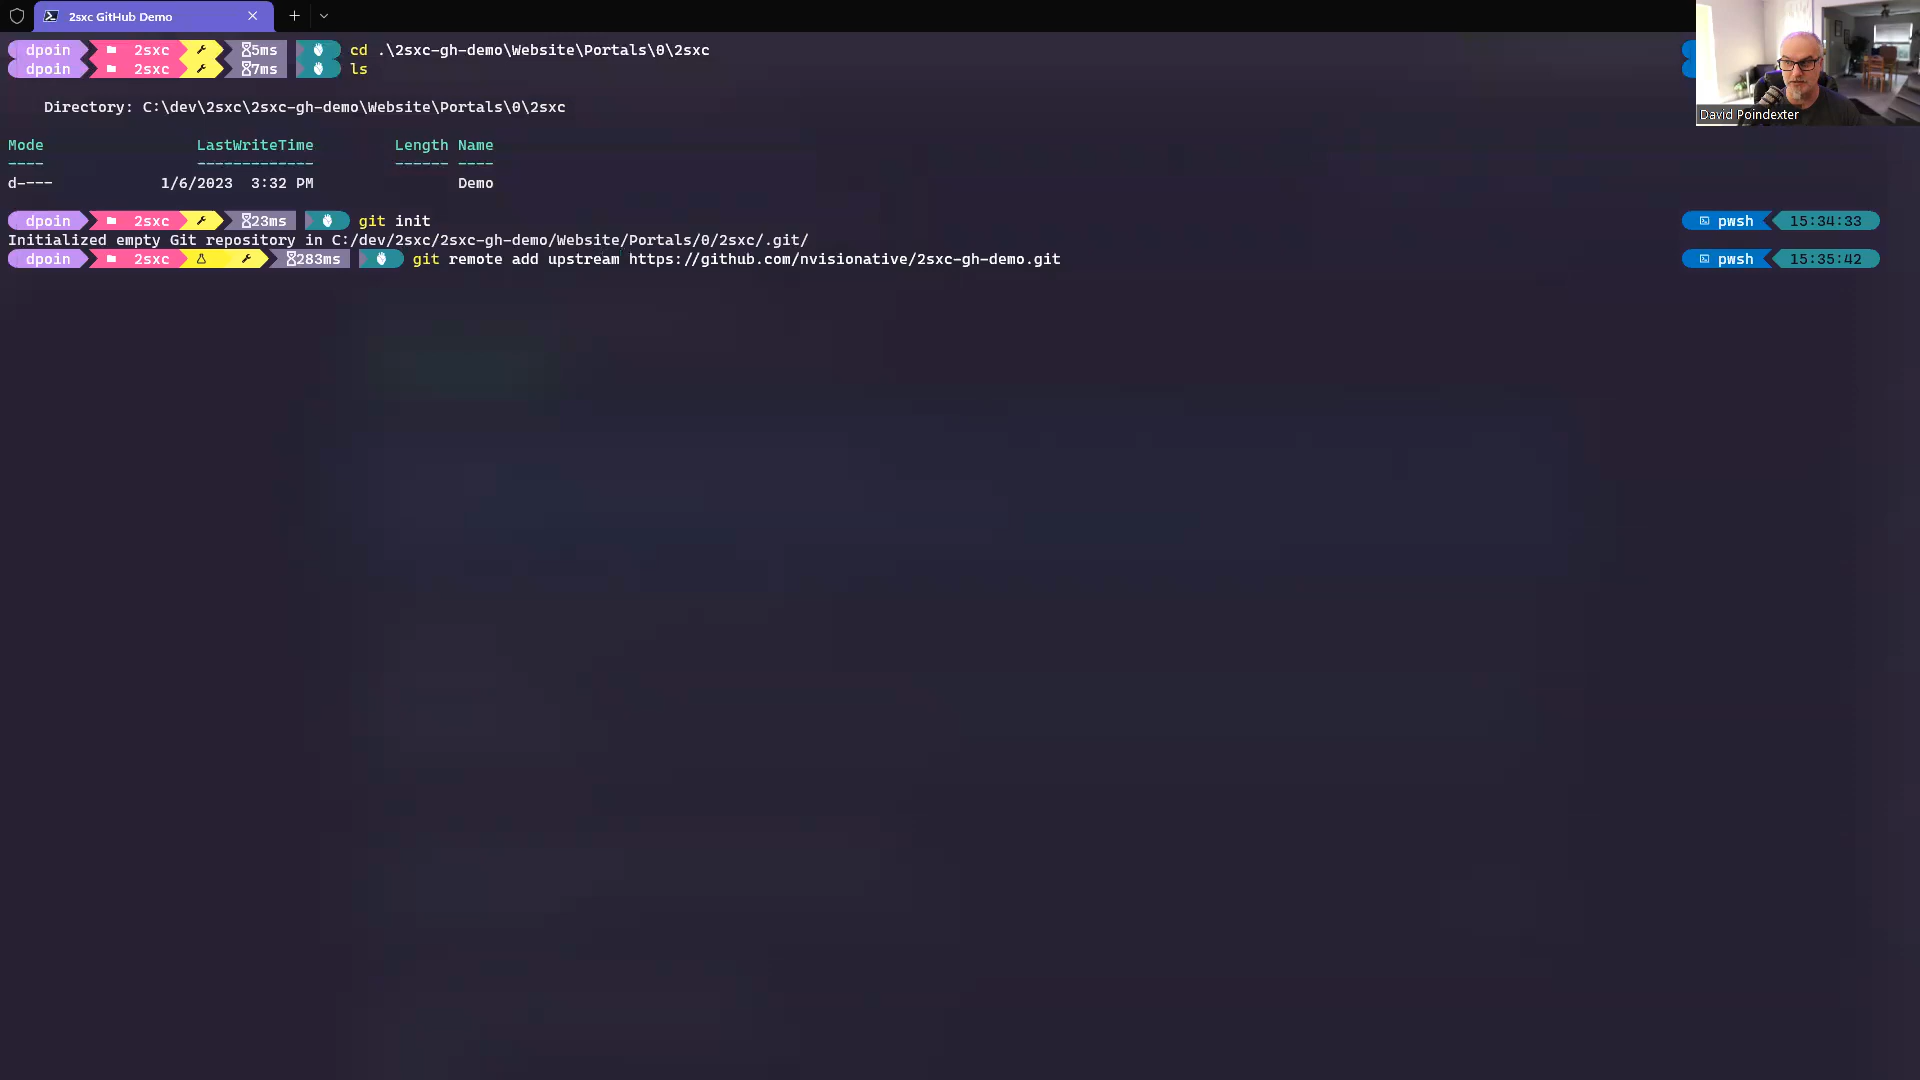 2sxc GitHub Demo
dpoin 2sxc 5ms cd .\2sxc-gh-demo\Website\Portals\0\2sxc
dpoin 2sxc 7ms ls
Directory: C:\dev\2sxc\2sxc-gh-demo\Website\Portals\0\2sxc
David Poindexter
Mode LastWriteTime Length Name
---- ------------- ------ ----
d---- 1/6/2023 3:32 PM Demo
dpoin 2sxc 23ms git init pwsh 15:34:33
Initialized empty Git repository in C:/dev/2sxc/2sxc-gh-demo/Website/Portals/0/2sxc/.git/
dpoin 2sxc 283ms git remote add upstream https://github.com/nvisionative/2sxc-gh-demo.git pwsh 15:35:42